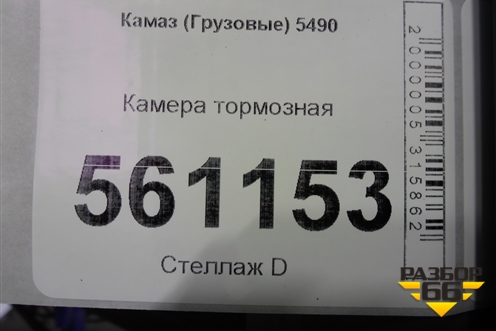 Камаз (Грузовые) 5490
Камера тормозная
561153
Стеллаж D
2000005315862
РАЗБОР
66